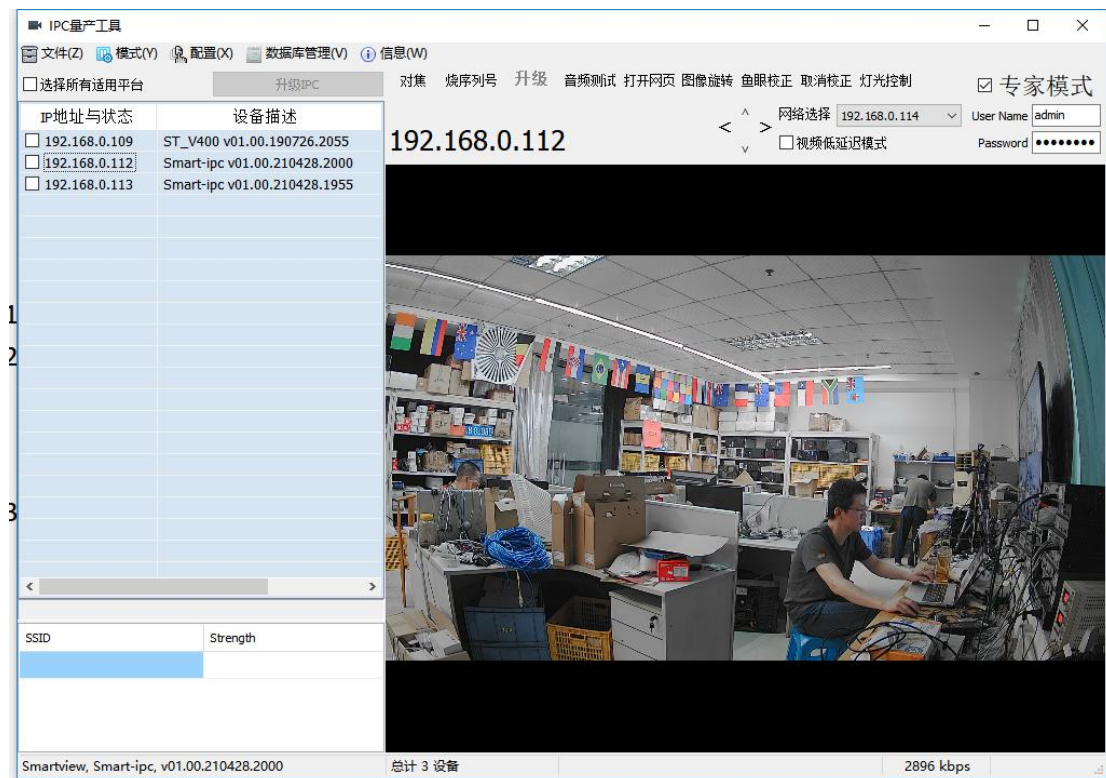 IPC量产工具
文件(Z) 模式(Y) 配置(X) 数据库管理(V) 信息(W)
选择所有适用平台 升级IPC
对焦 烧序列号 升级 音频测试 打开网页 图像旋转 鱼眼校正 取消校正 灯光控制
专家模式
IP地址与状态 设备描述
192.168.0.109 ST_V400 v01.00.190726.2055
192.168.0.112 Smart-ipc v01.00.210428.2000
192.168.0.113 Smart-ipc v01.00.210428.1955
192.168.0.112
网络选择 192.168.0.114
视频低延迟模式
User Name admin
Password ●●●●●●●●
1
2
3
SSID Strength
Smartview, Smart-ipc, v01.00.210428.2000 总计 3 设备 2896 kbps